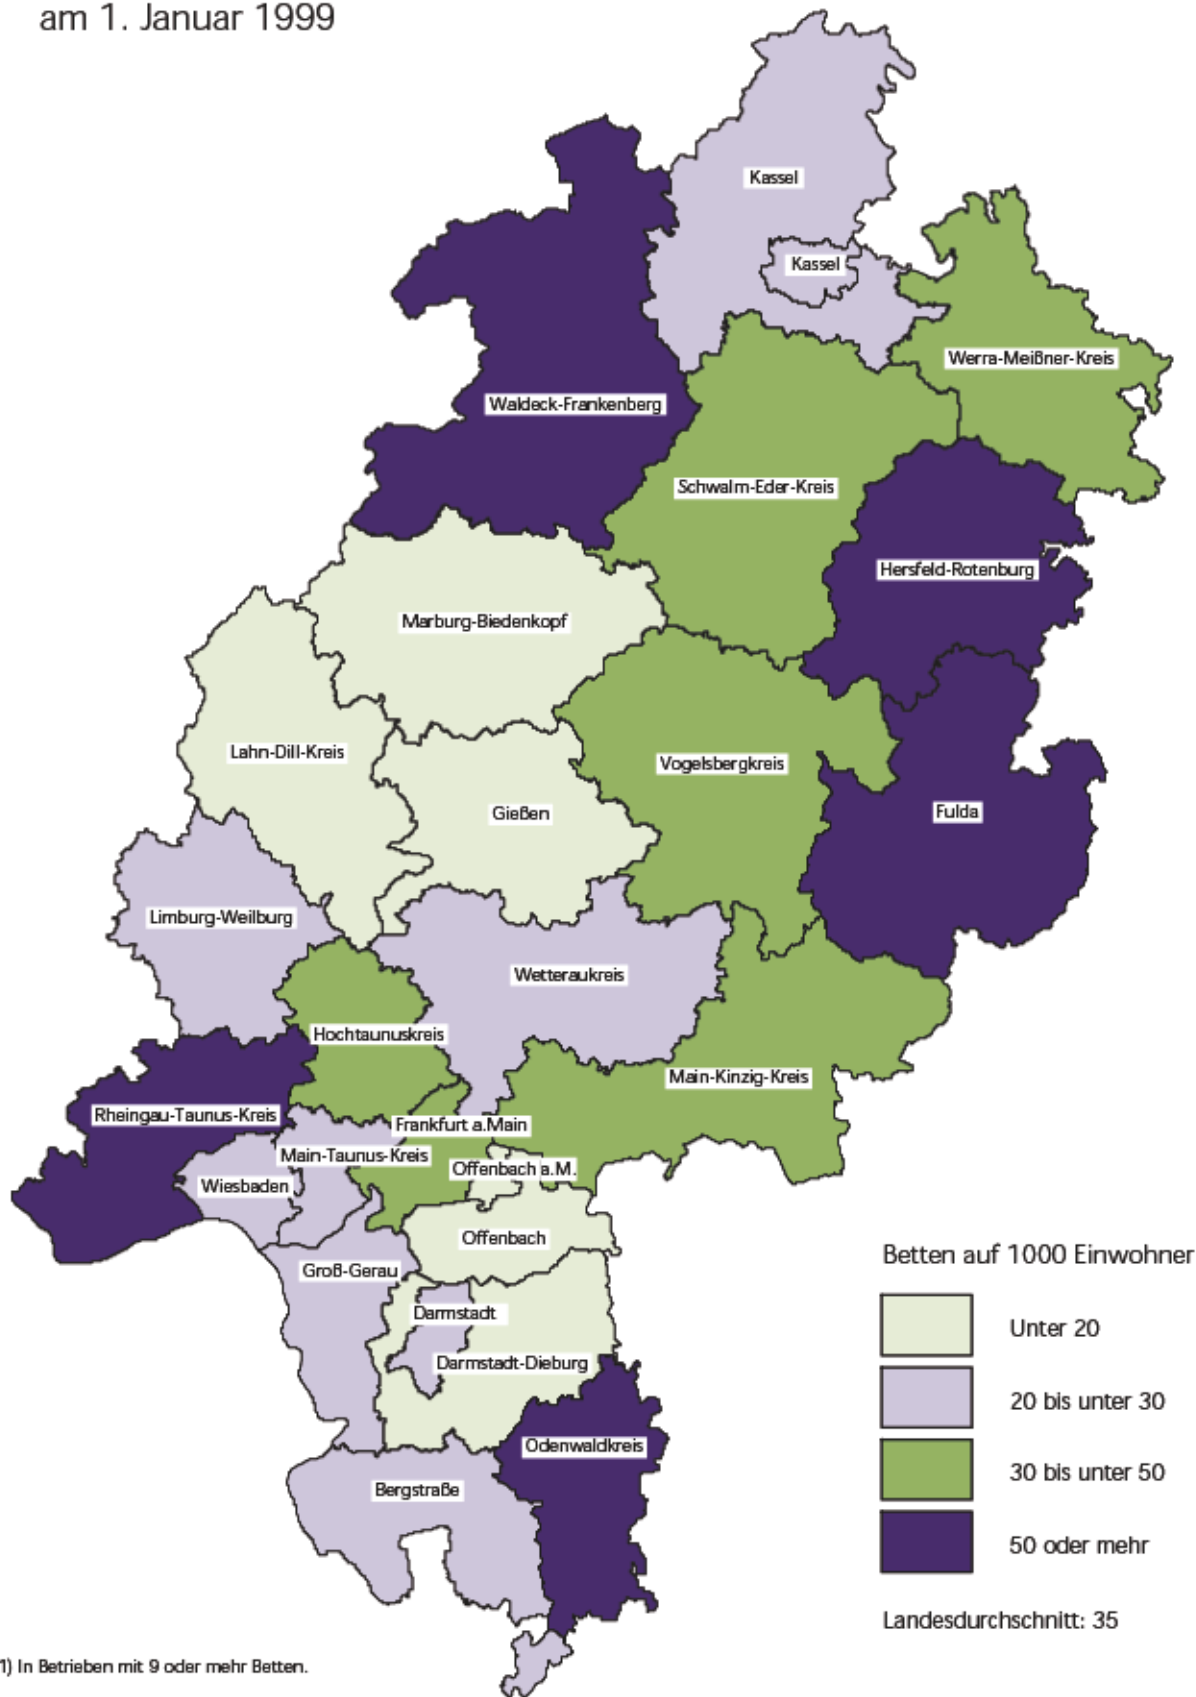 am 1. Januar 1999
Kassel
Kassel
Werra-Meißner-Kreis
Waldeck-Frankenberg
Schwalm-Eder-Kreis
Hersfeld-Rotenburg
Marburg-Biedenkopf
Lahn-Dill-Kreis
Vogelsbergkreis
Gießen
Fulda
Limburg-Weilburg
Wetteraukreis
Hochtaunuskreis
Main-Kinzig-Kreis
Rheingau-Taunus-Kreis
Frankfurt a.Main
Main-Taunus-Kreis
Offenbach a.M.
Wiesbaden
Offenbach
Groß-Gerau
Darmstadt
Darmstadt-Dieburg
Odenwaldkreis
Bergstraße
Betten auf 1000 Einwohner
Unter 20
20 bis unter 30
30 bis unter 50
50 oder mehr
Landesdurchschnitt: 35
1) In Betrieben mit 9 oder mehr Betten.